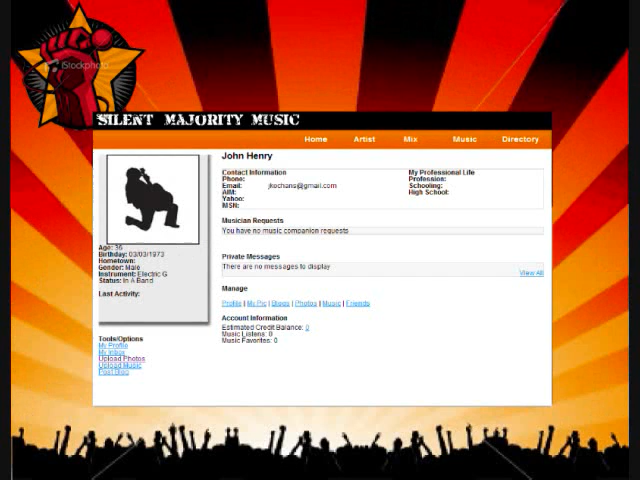 iStockphoto
SILENT MAJORITY MUSIC
Home Artist Mix Music Directory
John Henry
Contact Information
Phone:
Email: jkochans@gmail.com
AIM:
Yahoo:
MSN:
My Professional Life
Profession:
Schooling:
High School:
Musician Requests
You have no music companion requests
Private Messages
There are no messages to display
View All
Manage
Profile | My Pic | Blogs | Photos | Music | Friends
Account Information
Estimated Credit Balance: 0
Music Listens: 0
Music Favorites: 0
Age: 36
Birthday: 03/03/1973
Hometown:
Gender: Male
Instrument: Electric G
Status: In A Band
Last Activity:
Tools/Options
My Profile
My Inbox
Upload Photos
Upload Music
Post Blog